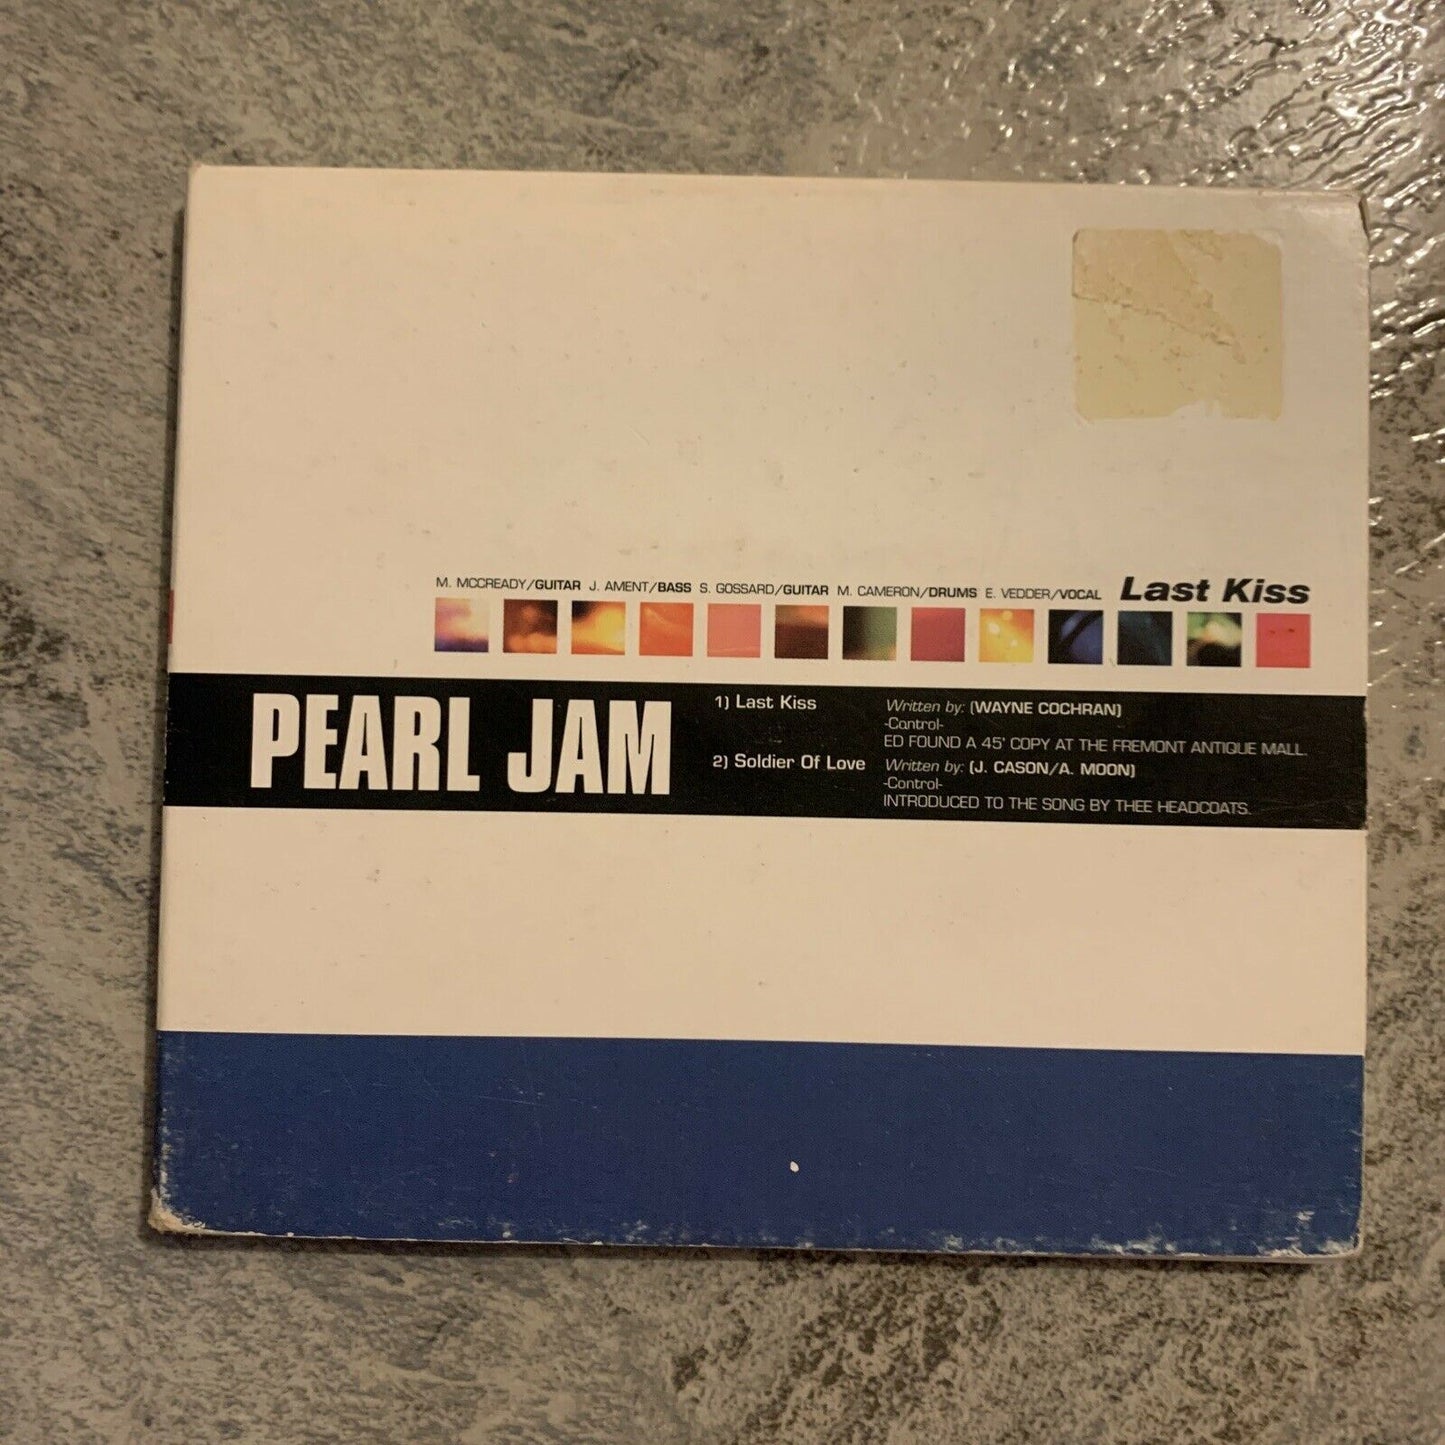 M. MCCREADY/GUITAR J. AMENT/BASS S. GOSSARD/GUITAR M. CAMERON/DRUMS E. VEDDER/VOCAL Last Kiss
PEARL JAM
1) Last Kiss
Written by: (WAYNE COCHRAN)
-Control-
ED FOUND A 45' COPY AT THE FREMONT ANTIQUE MALL.
2) Soldier Of Love
Written by: (J. CASON/A. MOON)
-Control-
INTRODUCED TO THE SONG BY THEE HEADCOATS.